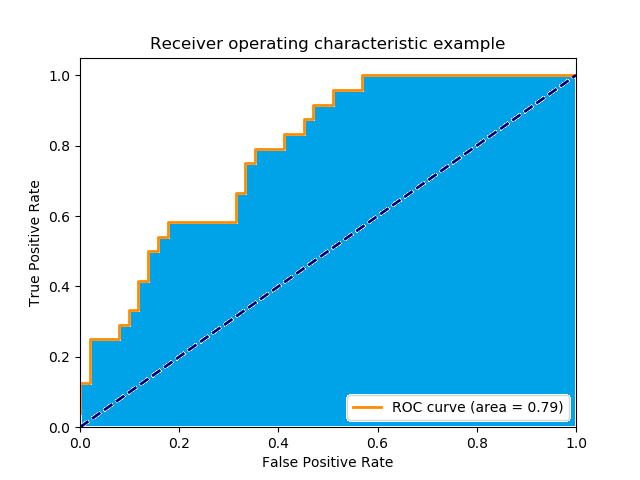 Receiver operating characteristic example
1.0
0.8
0.6
0.4
0.2
0.0
True Positive Rate
ROC curve (area = 0.79)
0.0 0.2 0.4 0.6 0.8 1.0
False Positive Rate